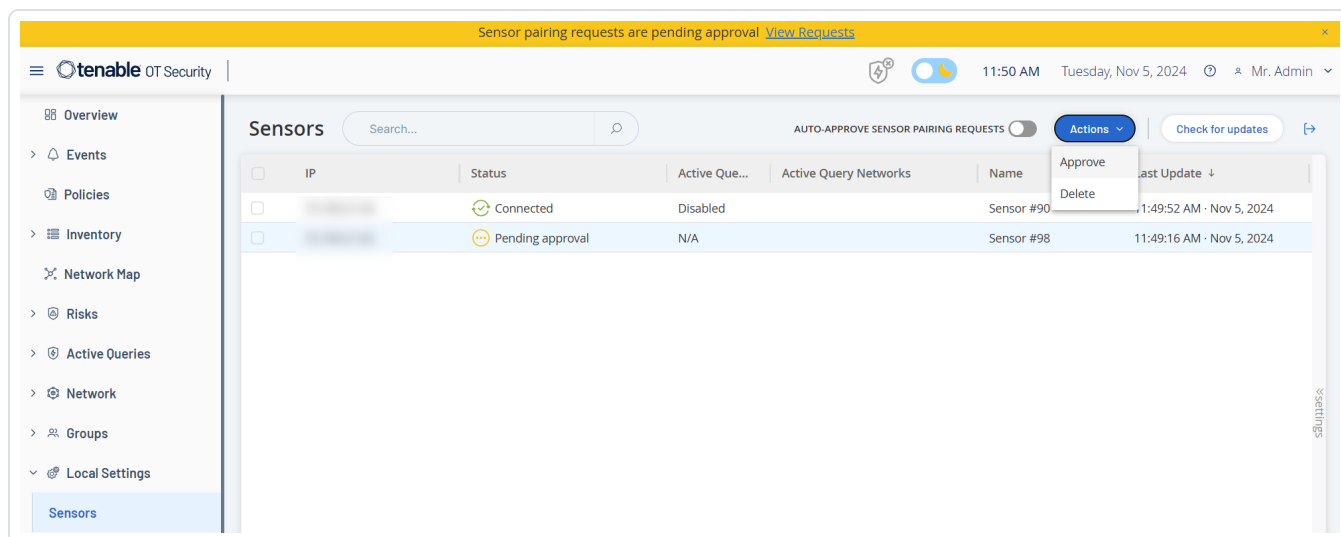 Sensor pairing requests are pending approval View Requests ×
tenable OT Security
11:50 AM Tuesday, Nov 5, 2024 Mr. Admin
Overview
Events
Policies
Inventory
Network Map
Risks
Active Queries
Network
Groups
Local Settings
Sensors
Sensors Search... AUTO-APPROVE SENSOR PAIRING REQUESTS Actions Check for updates
Approve
Delete
IP Status Active Que... Active Query Networks Name Last Update ↓
Connected Disabled Sensor #90 11:49:52 AM · Nov 5, 2024
Pending approval N/A Sensor #98 11:49:16 AM · Nov 5, 2024
settings